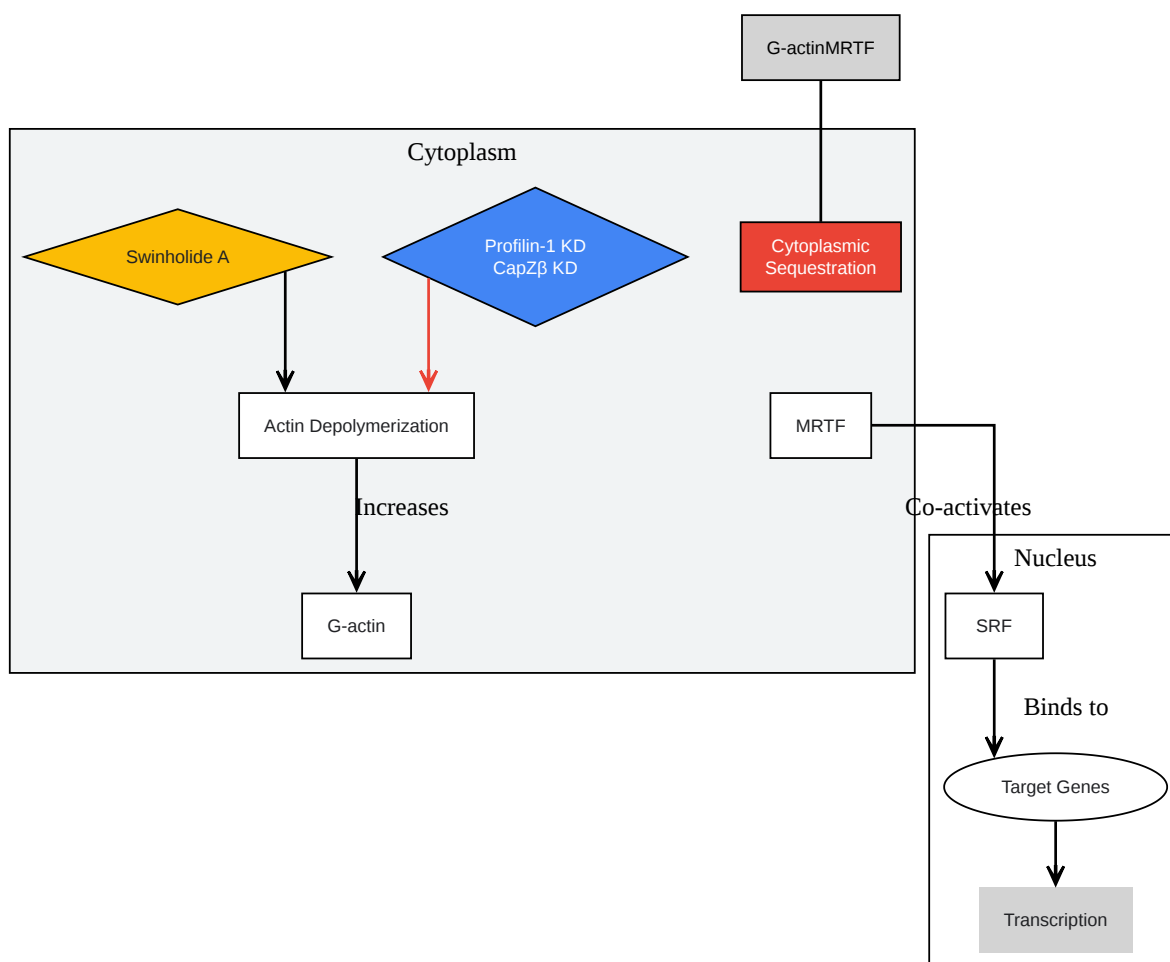 G-actinMRTF
Cytoplasm
Swinholide A
Profilin-1 KD
CapZβ KD
Cytoplasmic
Sequestration
Actin Depolymerization
MRTF
Increases
Co-activates
Nucleus
G-actin
SRF
Binds to
Target Genes
Transcription